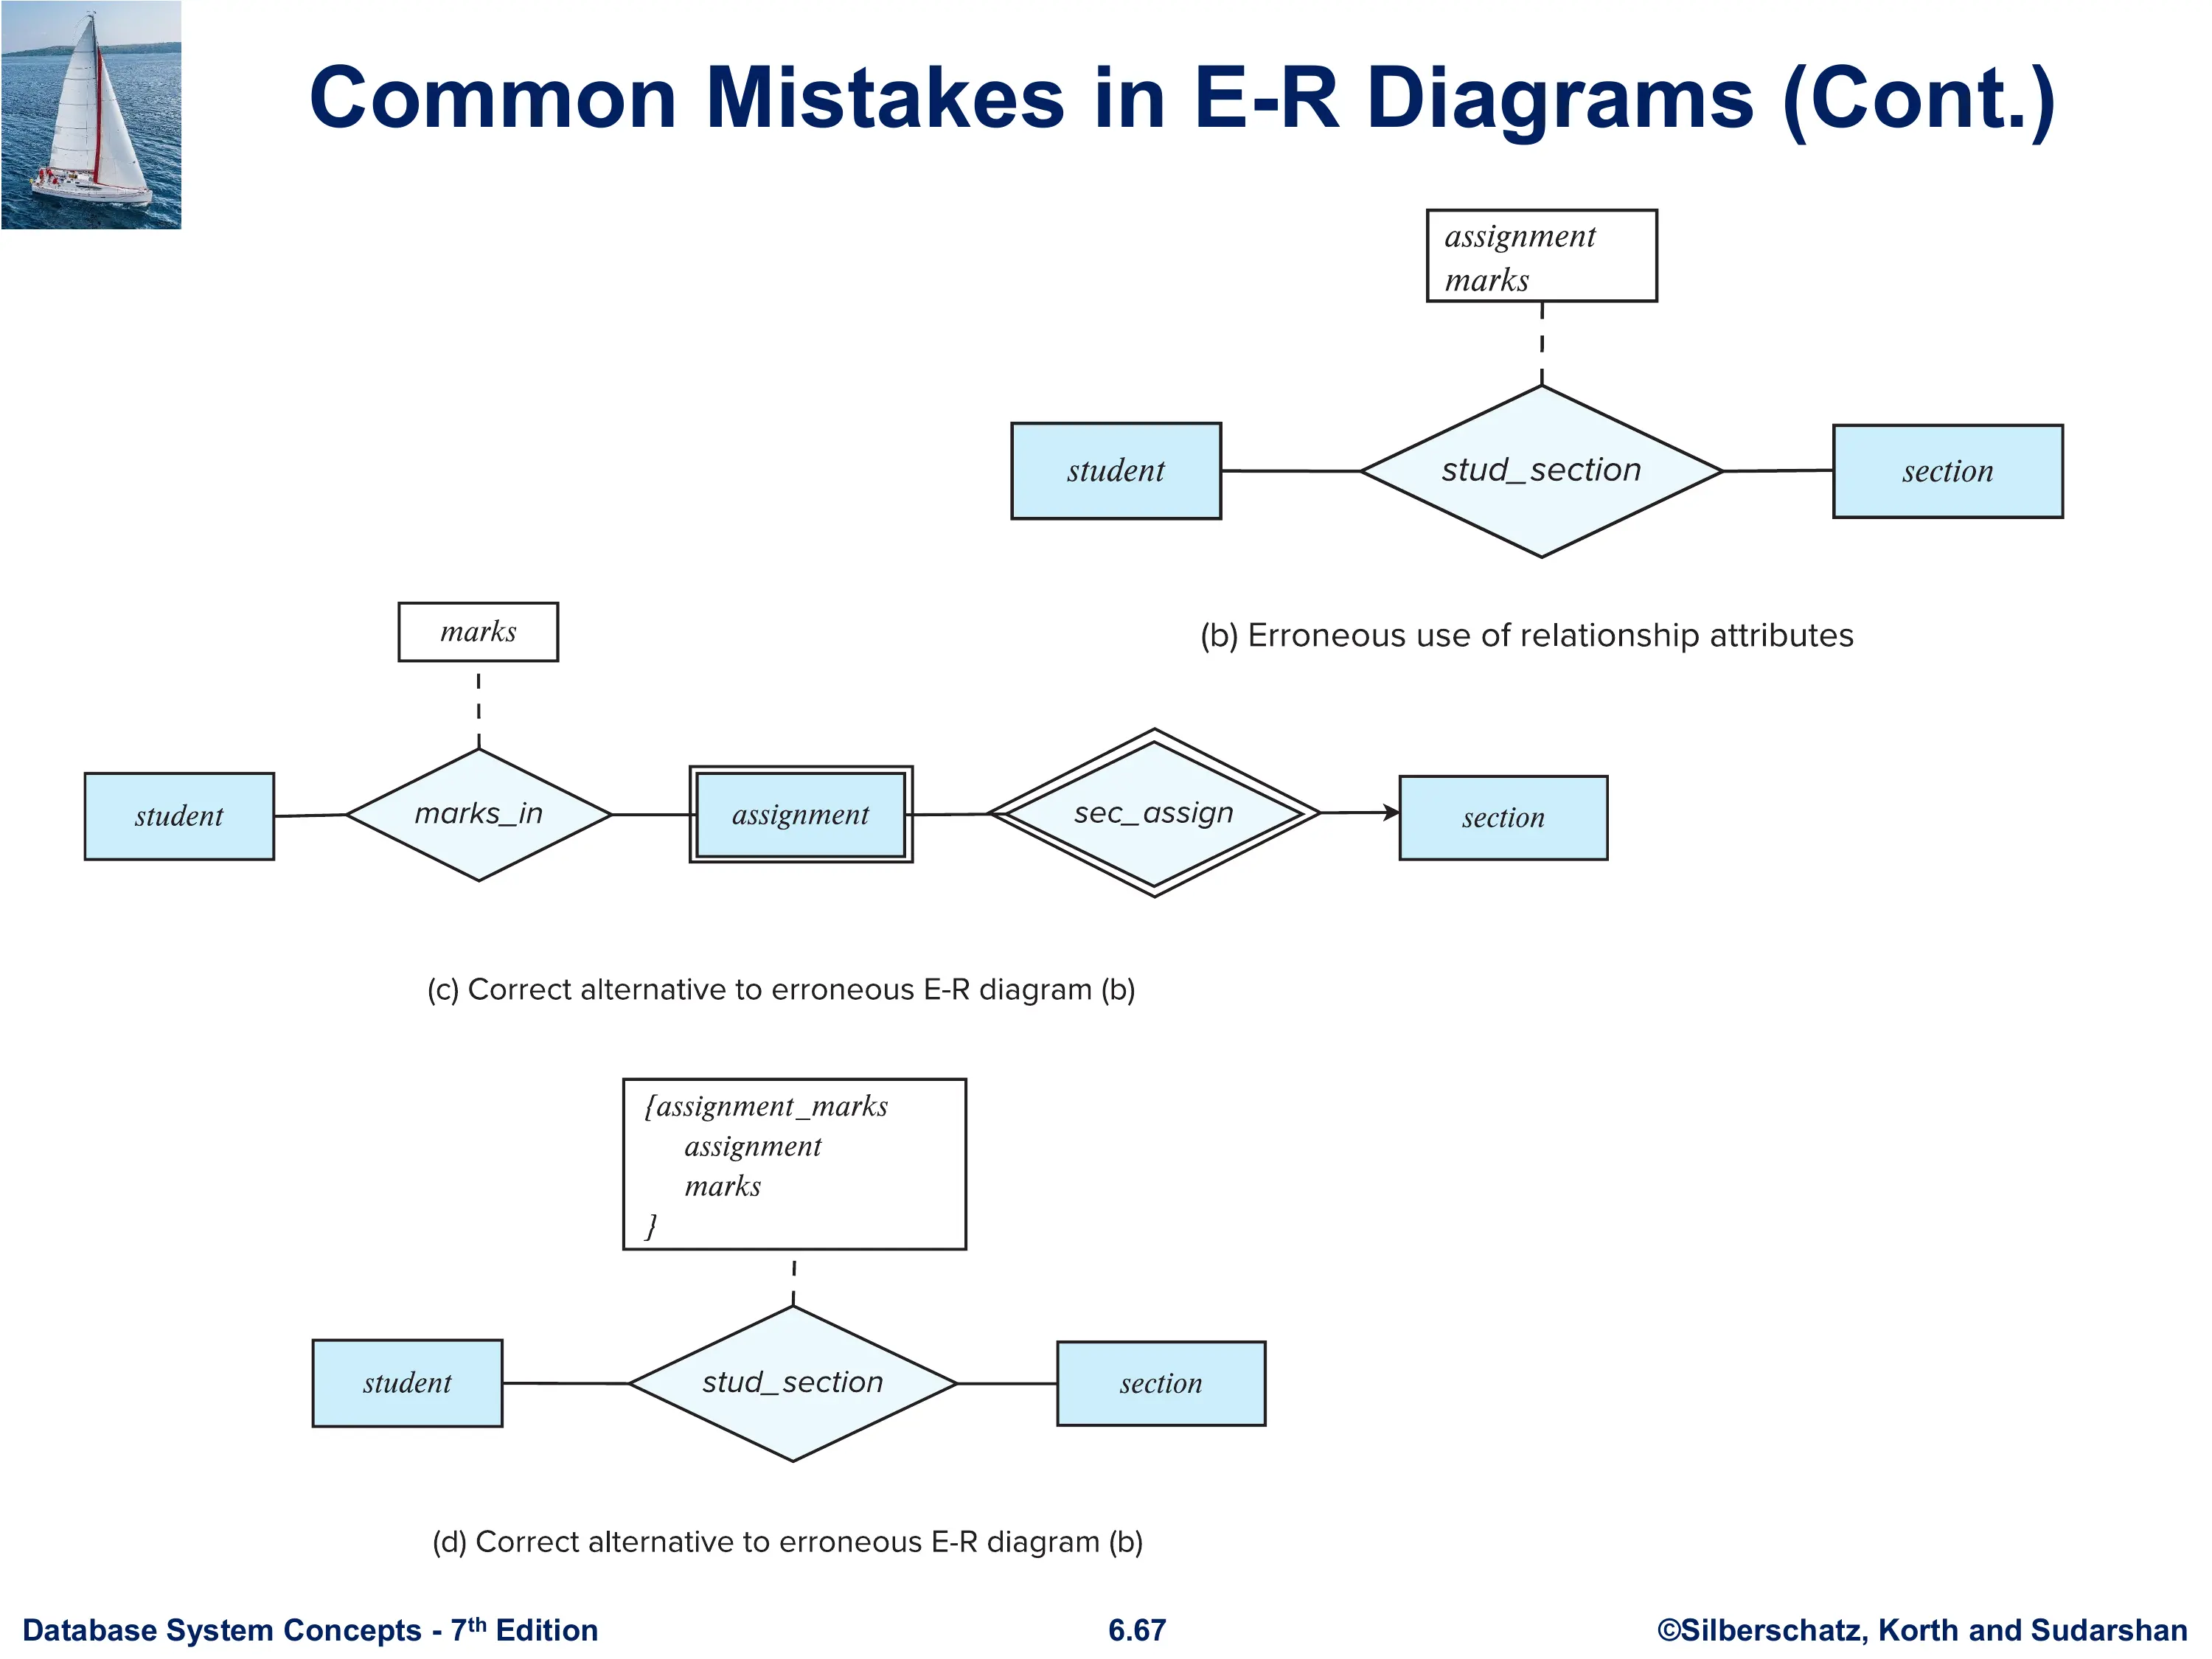 Common Mistakes in E-R Diagrams (Cont.)
assignment
marks
student
stud_section
section
(b) Erroneous use of relationship attributes
marks
student
marks_in
assignment
sec_assign
section
(c) Correct alternative to erroneous E-R diagram (b)
{assignment_marks
assignment
marks
}
student
stud_section
section
(d) Correct alternative to erroneous E-R diagram (b)
Database System Concepts - 7th Edition
6.67
©Silberschatz, Korth and Sudarshan